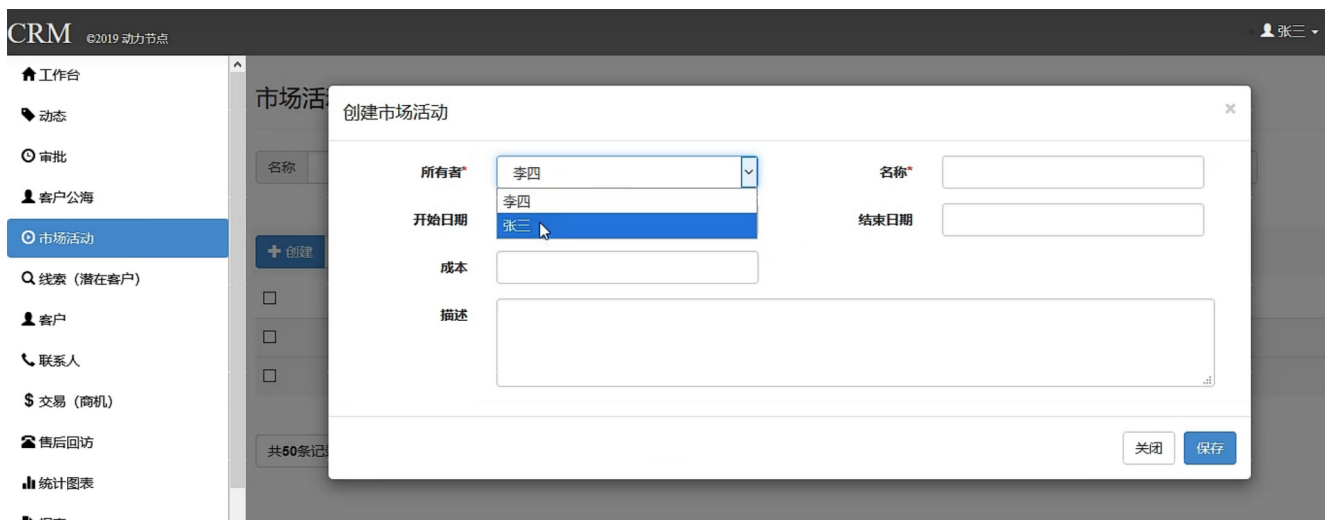 CRM ©2019 动力节点
张三
工作台
动态
审批
客户公海
市场活动
线索（潜在客户）
客户
联系人
$ 交易（商机）
售后回访
统计图表
市场活
名称
创建
共50条记
创建市场活动
×
所有者* 李四
李四
张三
名称*
开始日期
结束日期
成本
描述
关闭
保存